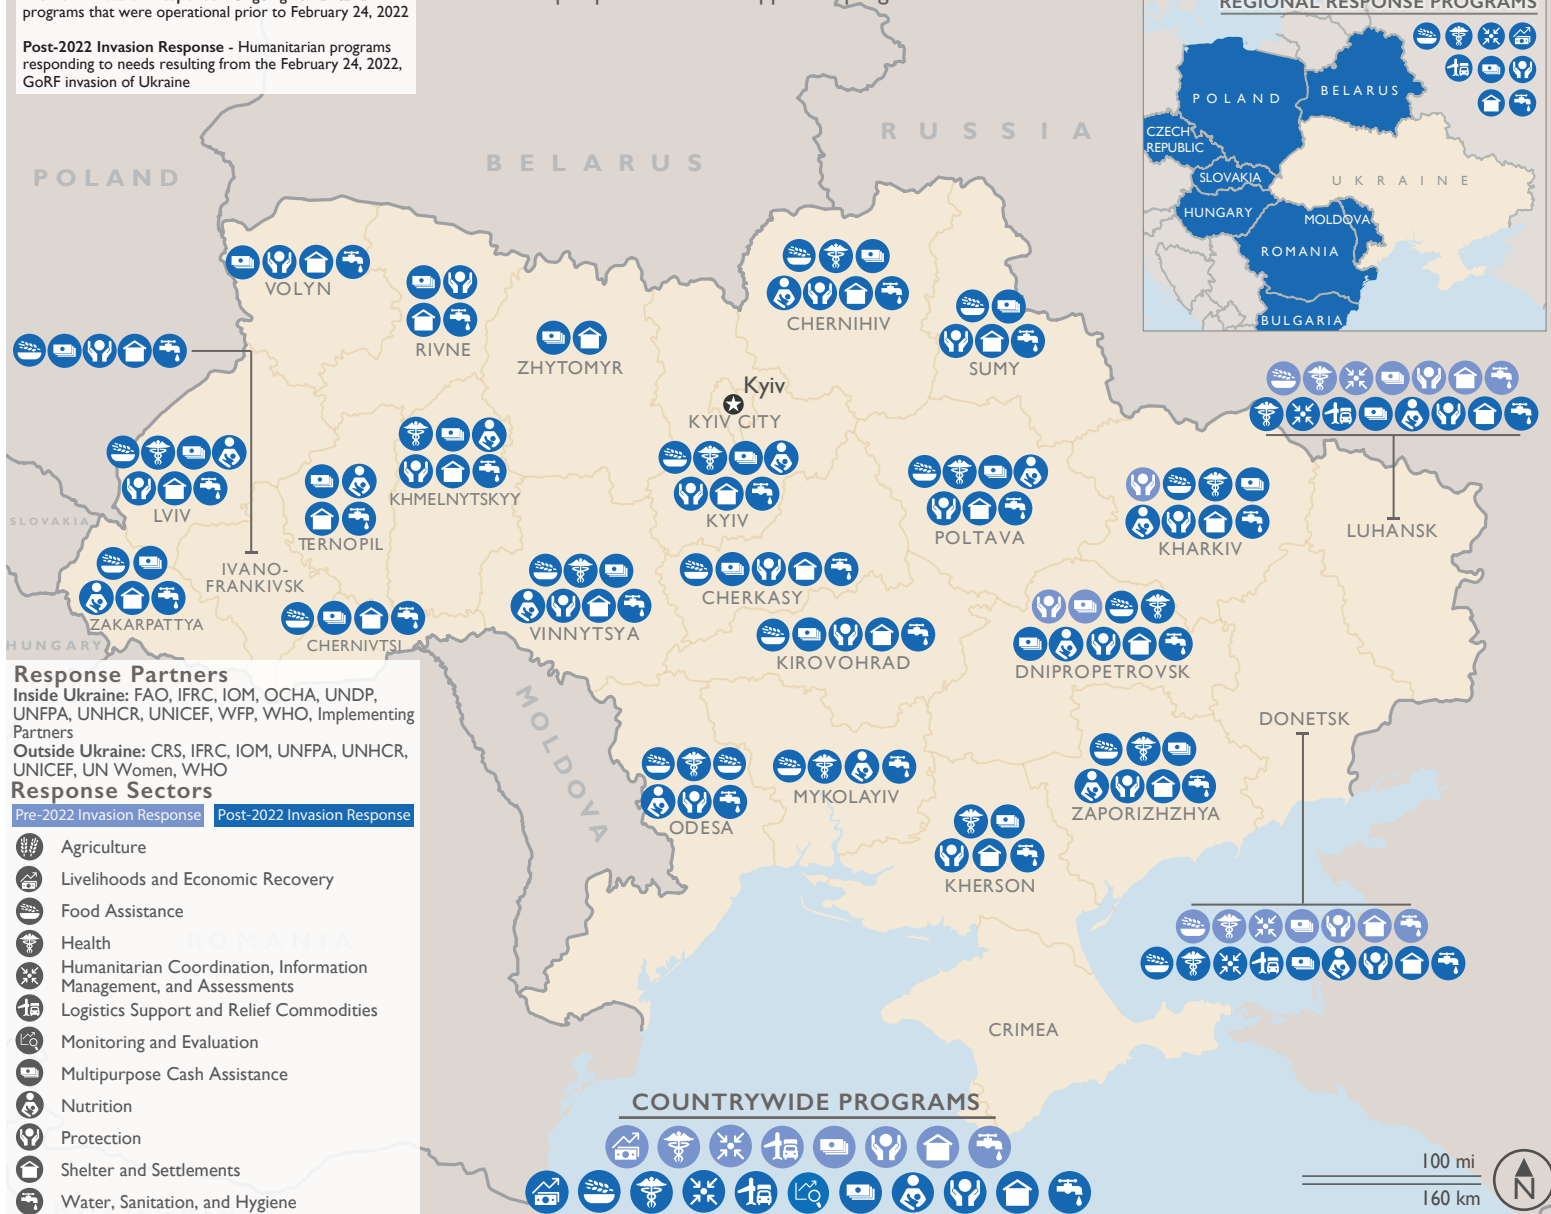 programs that were operational prior to February 24, 2022
Post-2022 Invasion Response - Humanitarian programs
responding to needs resulting from the February 24, 2022,
GoRF invasion of Ukraine
REGIONAL RESPONSE PROGRAMS
POLAND
BELARUS
CZECH
REPUBLIC
SLOVAKIA
UKRAINE
HUNGARY
MOLDOVA
ROMANIA
BULGARIA
RUSSIA
BELARUS
POLAND
VOLYN
RIVNE
ZHYTOMYR
CHERNIHIV
SUMY
Kyiv
KYIV CITY
KHMELNYTSKYY
LVIV
TERNOPIL
KYIV
POLTAVA
KHARKIV
LUHANSK
SLOVAKIA
IVANO-
FRANKIVSK
ZAKARPATTYA
CHERNIVTSI
VINNYTSYA
CHERKASY
KIROVOHRAD
DNIPROPETROVSK
HUNGARY
MOLDOVA
DONETSK
ODESA
MYKOLAYIV
ZAPORIZHZHYA
KHERSON
CRIMEA
Response Partners
Inside Ukraine: FAO, IFRC, IOM, OCHA, UNDP,
UNFPA, UNHCR, UNICEF, WFP, WHO, Implementing
Partners
Outside Ukraine: CRS, IFRC, IOM, UNFPA, UNHCR,
UNICEF, UN Women, WHO
Response Sectors
Pre-2022 Invasion Response Post-2022 Invasion Response
Agriculture
Livelihoods and Economic Recovery
Food Assistance
Health
ROMANIA
Humanitarian Coordination, Information
Management, and Assessments
Logistics Support and Relief Commodities
Monitoring and Evaluation
Multipurpose Cash Assistance
Nutrition
Protection
Shelter and Settlements
Water, Sanitation, and Hygiene
COUNTRYWIDE PROGRAMS
100 mi
160 km
N